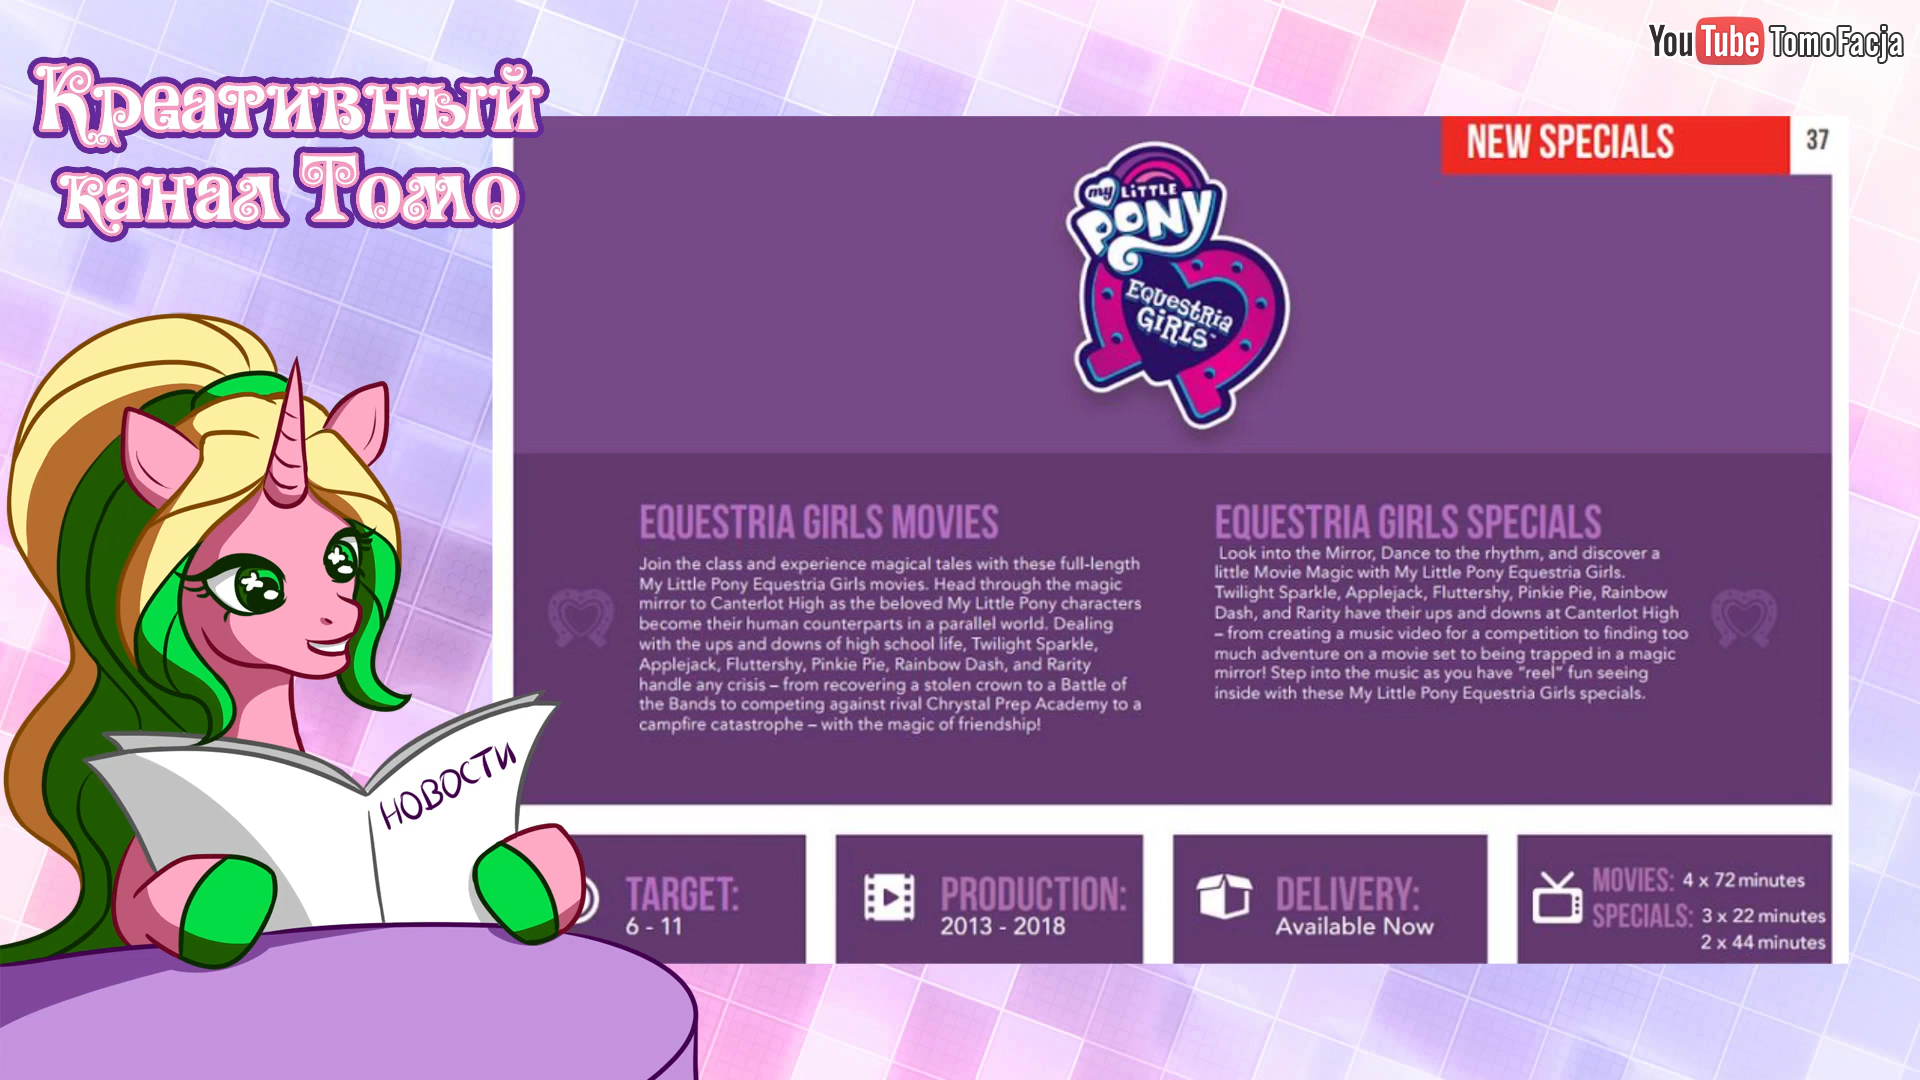 You Tube TomoFacja
Креативный
канал Томо
NEW SPECIALS
37
my LITTLE
PONY
EQUESTRIA
GIRLS™
EQUESTRIA GIRLS MOVIES
Join the class and experience magical tales with these full-length
My Little Pony Equestria Girls movies. Head through the magic
mirror to Canterlot High as the beloved My Little Pony characters
become their human counterparts in a parallel world. Dealing
with the ups and downs of high school life, Twilight Sparkle,
Applejack, Fluttershy, Pinkie Pie, Rainbow Dash, and Rarity
handle any crisis – from recovering a stolen crown to a Battle of
the Bands to competing against rival Chrystal Prep Academy to a
campfire catastrophe – with the magic of friendship!
EQUESTRIA GIRLS SPECIALS
Look into the Mirror, Dance to the rhythm, and discover a
little Movie Magic with My Little Pony Equestria Girls.
Twilight Sparkle, Applejack, Fluttershy, Pinkie Pie, Rainbow
Dash, and Rarity have their ups and downs at Canterlot High
– from creating a music video for a competition to finding too
much adventure on a movie set to being trapped in a magic
mirror! Step into the music as you have “reel” fun seeing
inside with these My Little Pony Equestria Girls specials.
НОВОСТИ
TARGET:
6 - 11
PRODUCTION:
2013 - 2018
DELIVERY:
Available Now
MOVIES: 4 x 72 minutes
SPECIALS: 3 x 22 minutes
2 x 44 minutes